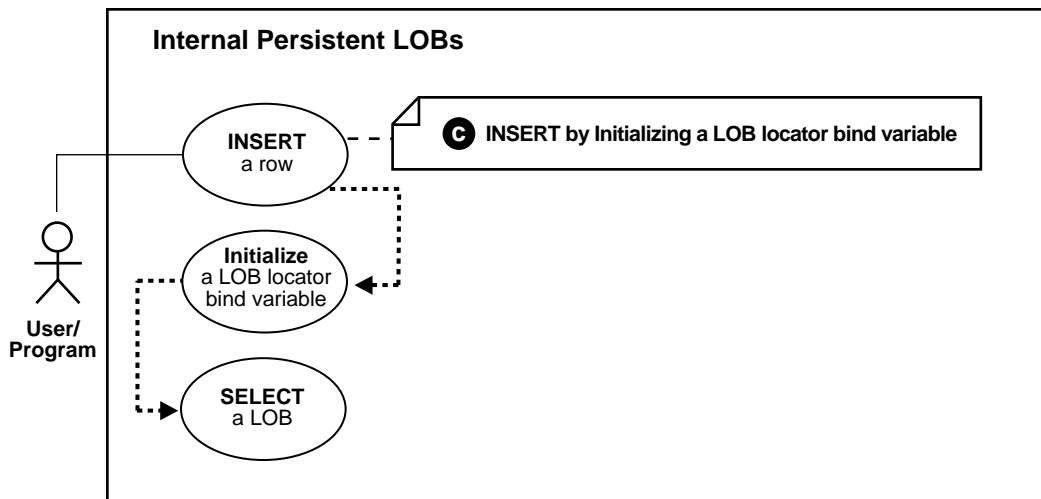 Internal Persistent LOBs
INSERT
a row
C INSERT by Initializing a LOB locator bind variable
Initialize
a LOB locator
bind variable
User/
Program
SELECT
a LOB